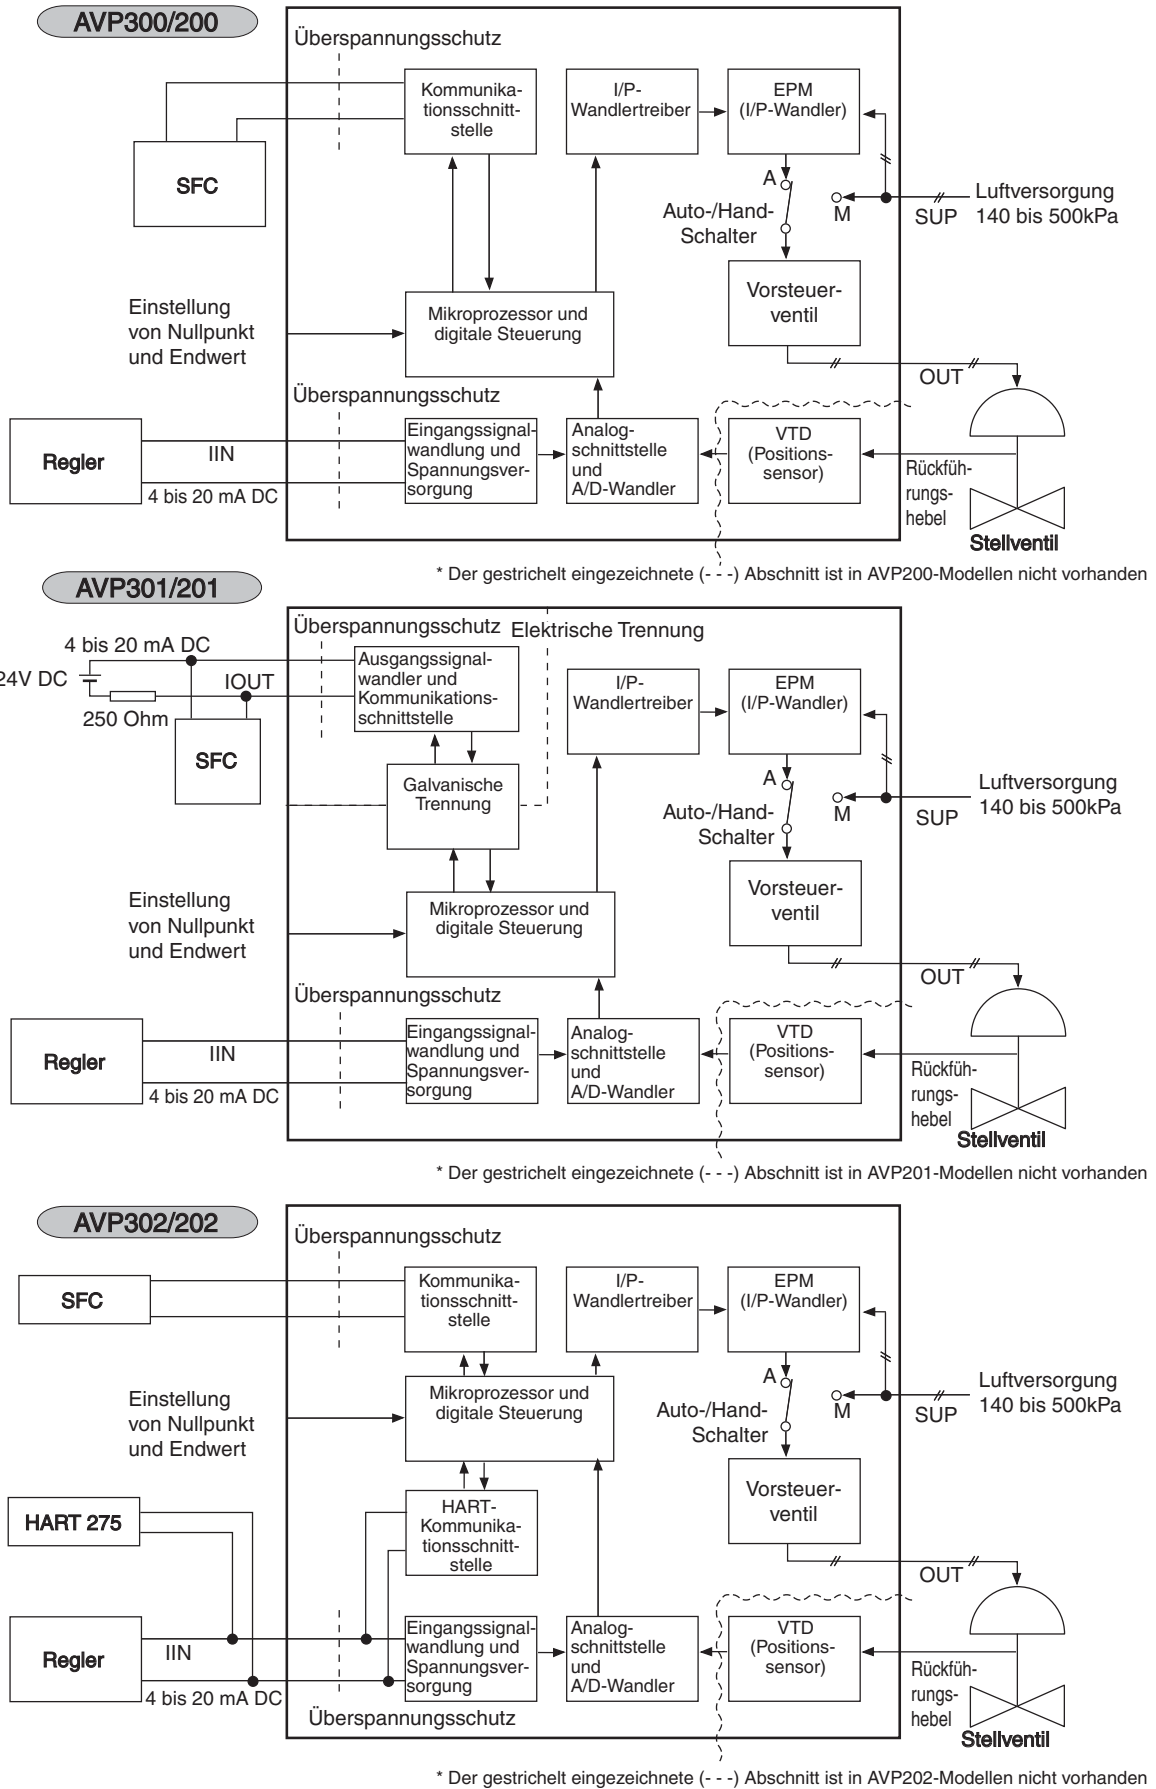 AVP300/200
Überspannungsschutz
Kommunika-
tionsschnitt-
stelle
I/P-
Wandlertreiber
EPM
(I/P-Wandler)
SFC
A
M
Auto-/Hand-
Schalter
SUP
Luftversorgung
140 bis 500kPa
Einstellung
von Nullpunkt
und Endwert
Mikroprozessor und
digitale Steuerung
Vorsteuer-
ventil
OUT
Überspannungsschutz
Regler
IIN
4 bis 20 mA DC
Eingangssignal-
wandlung und
Spannungsver-
sorgung
Analog-
schnittstelle
und
A/D-Wandler
VTD
(Positions-
sensor)
Rückfüh-
rungs-
hebel
Stellventil
* Der gestrichelt eingezeichnete (- - -) Abschnitt ist in AVP200-Modellen nicht vorhanden
AVP301/201
Überspannungsschutz
Elektrische Trennung
4 bis 20 mA DC
24V DC
IOUT
250 Ohm
SFC
Ausgangssignal-
wandler und
Kommunikations-
schnittstelle
Galvanische
Trennung
I/P-
Wandlertreiber
EPM
(I/P-Wandler)
A
M
Auto-/Hand-
Schalter
SUP
Luftversorgung
140 bis 500kPa
Einstellung
von Nullpunkt
und Endwert
Mikroprozessor und
digitale Steuerung
Vorsteuer-
ventil
OUT
Überspannungsschutz
Regler
IIN
4 bis 20 mA DC
Eingangssignal-
wandlung und
Spannungsver-
sorgung
Analog-
schnittstelle
und
A/D-Wandler
VTD
(Positions-
sensor)
Rückfüh-
rungs-
hebel
Stellventil
* Der gestrichelt eingezeichnete (- - -) Abschnitt ist in AVP201-Modellen nicht vorhanden
AVP302/202
Überspannungsschutz
SFC
Kommunika-
tionsschnitt-
stelle
I/P-
Wandlertreiber
EPM
(I/P-Wandler)
A
M
Auto-/Hand-
Schalter
SUP
Luftversorgung
140 bis 500kPa
Einstellung
von Nullpunkt
und Endwert
Mikroprozessor und
digitale Steuerung
Vorsteuer-
ventil
OUT
HART 275
HART-
Kommunika-
tionsschnitt-
stelle
Regler
IIN
4 bis 20 mA DC
Eingangssignal-
wandlung und
Spannungsver-
sorgung
Überspannungsschutz
Analog-
schnittstelle
und
A/D-Wandler
VTD
(Positions-
sensor)
Rückfüh-
rungs-
hebel
Stellventil
* Der gestrichelt eingezeichnete (- - -) Abschnitt ist in AVP202-Modellen nicht vorhanden